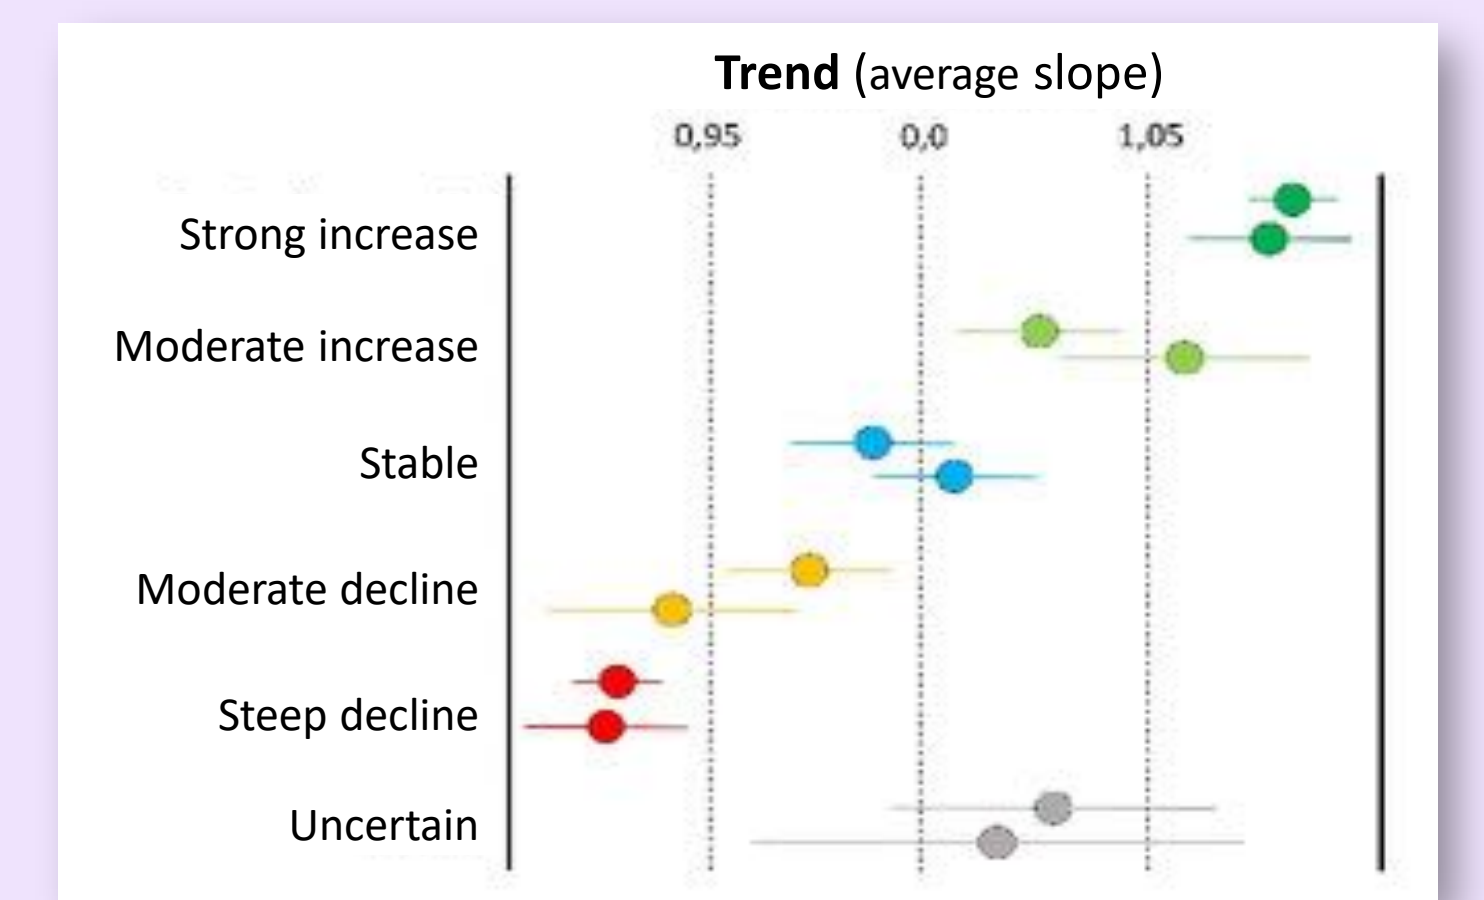 Trend (average slope)
0,95 0,0 1,05
Strong increase
Moderate increase
Stable
Moderate decline
Steep decline
Uncertain